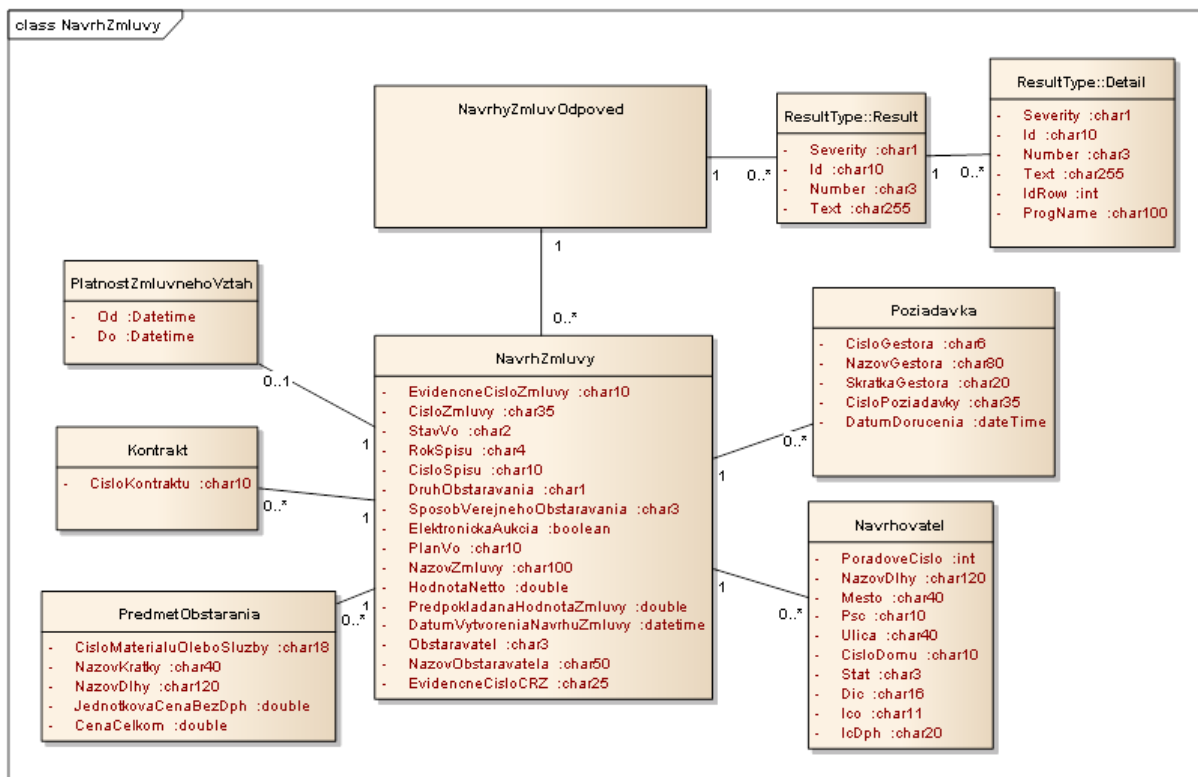 class NavrhZmluvy
NavrhyZmluvOdpoved
ResultType::Result
- Severity :char1
- Id :char10
- Number :char3
- Text :char255
ResultType::Detail
- Severity :char1
- Id :char10
- Number :char3
- Text :char255
- IdRow :int
- ProgName :char100
1
0..*
1
0..*
1
0..*
PlatnostZmluvnehoVztah
- Od :Datetime
- Do :Datetime
0..1
1
Kontrakt
- CisloKontraktu :char10
0..*
1
PredmetObstarania
- CisloMaterialuOleboSluzby :char18
- NazovKratky :char40
- NazovDlhy :char120
- JednotkovaCenaBezDph :double
- CenaCelkom :double
1
0..*
NavrhZmluvy
- EvidencneCisloZmluvy :char10
- CisloZmluvy :char35
- StavVo :char2
- RokSpisu :char4
- CisloSpisu :char10
- DruhObstaravania :char1
- SposobVerejnehoObstaravania :char3
- ElektronickaAukcia :boolean
- PlanVo :char10
- NazovZmluvy :char100
- HodnotaNetto :double
- PredpokladanaHodnotaZmluvy :double
- DatumVytvoreniaNavrhuZmluvy :datetime
- Obstaravatel :char3
- NazovObstaravatela :char50
- EvidencneCisloCRZ :char25
Poziadavka
- CisloGestora :char6
- NazovGestora :char80
- SkratkaGestora :char20
- CisloPoziadavky :char35
- DatumDorucenia :dateTime
0..*
1
Navrhovatel
- PoradoveCislo :int
- NazovDlhy :char120
- Mesto :char40
- Psc :char10
- Ulica :char40
- CisloDomu :char10
- Stat :char3
- Dic :char16
- Ico :char11
- IcDph :char20
1
0..*